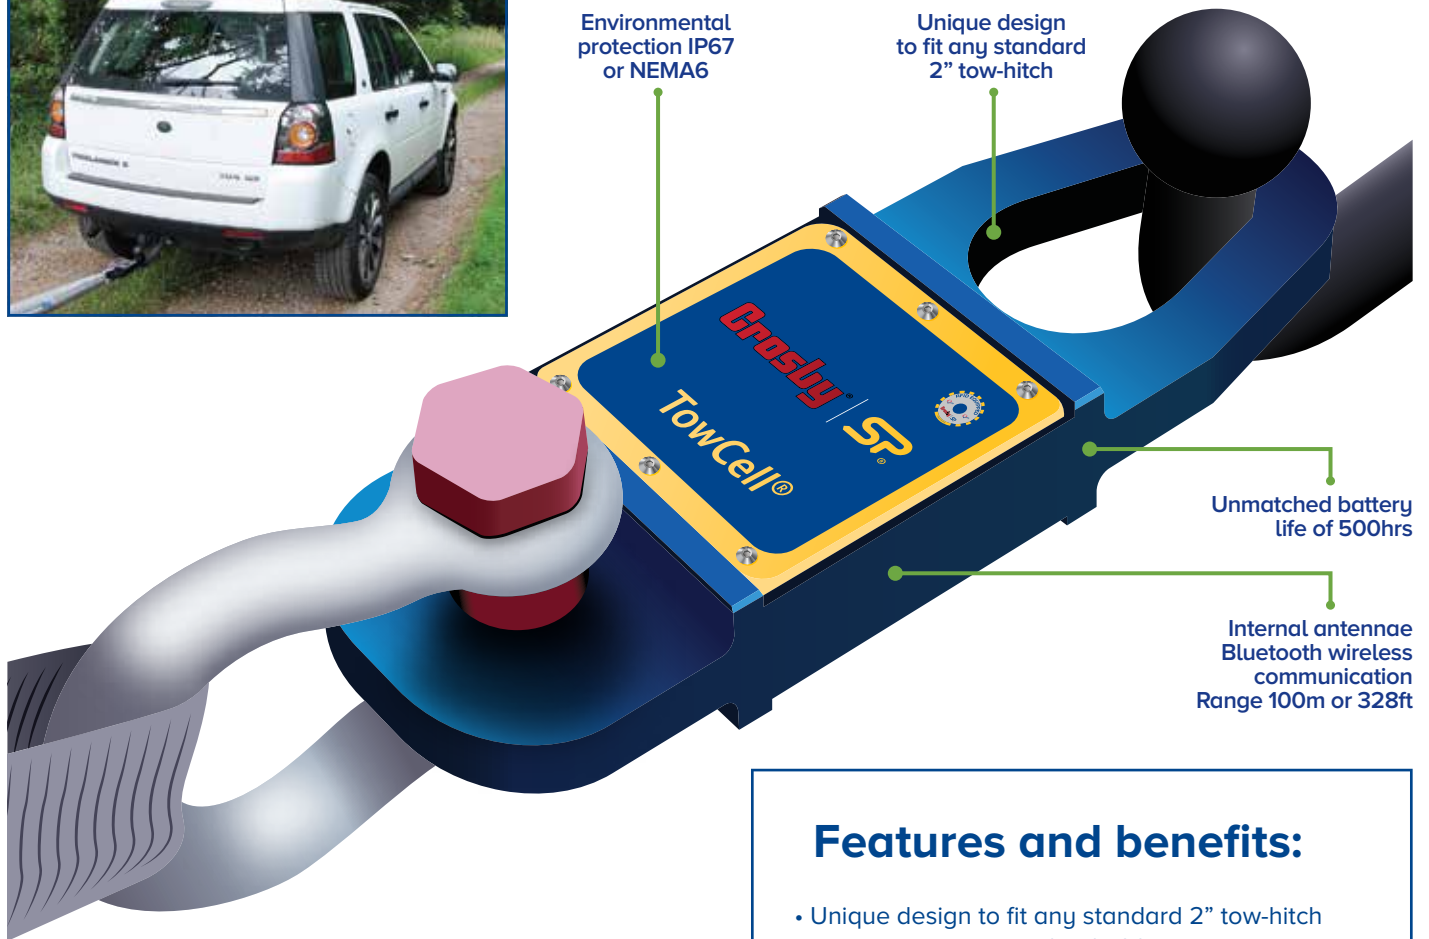 Environmental
protection IP67
or NEMA6
Unique design
to fit any standard
2” tow-hitch
Crosby®
SP®
TowCell®
Unmatched battery
life of 500hrs
Internal antennae
Bluetooth wireless
communication
Range 100m or 328ft
Features and benefits:
• Unique design to fit any standard 2” tow-hitch